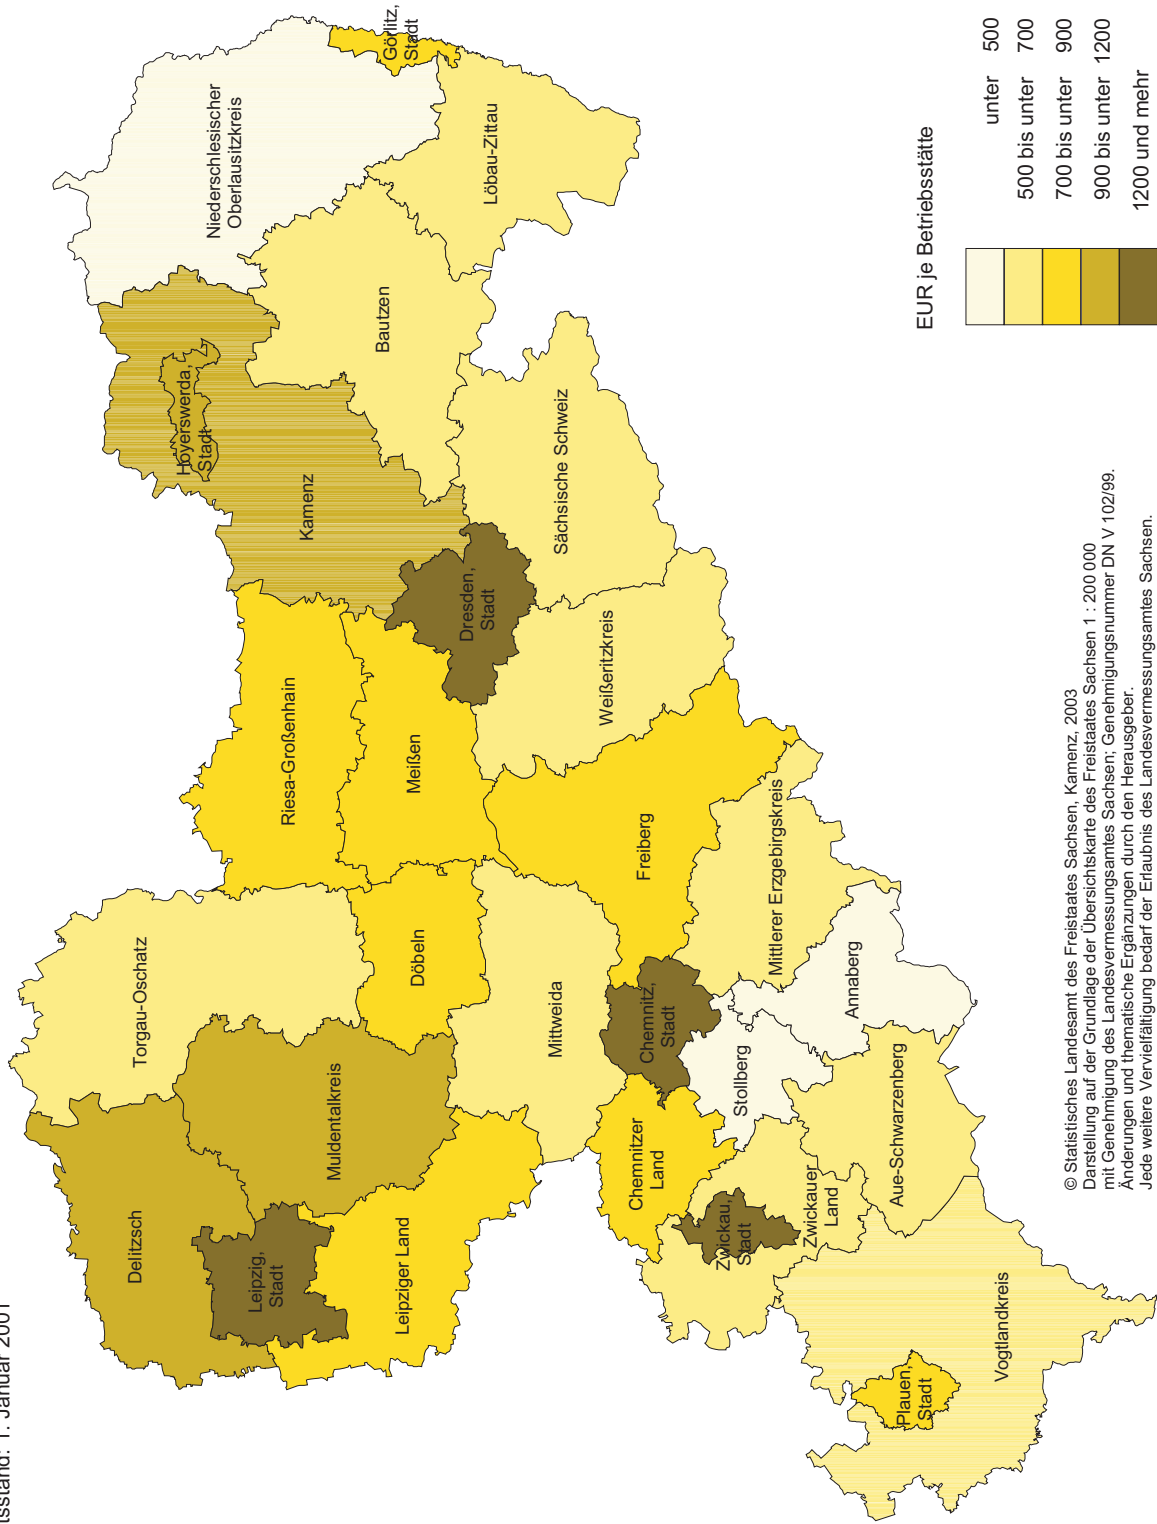 tsstand: 1. Januar 2001
Delitzsch
Torgau-Oschatz
Leipzig,
Stadt
Muldentalkreis
Leipziger Land
Döbeln
Riesa-Großenhain
Meißen
Kamenz
Hoyerswerda,
Stadt
Niederschlesischer
Oberlausitzkreis
Görlitz,
Stadt
Bautzen
Löbau-Zittau
Dresden,
Stadt
Sächsische Schweiz
Weißeritzkreis
Mittweida
Freiberg
Chemnitz,
Stadt
Chemnitzer
Land
Mittlerer Erzgebirgskreis
Stollberg
Annaberg
Zwickau,
Stadt
Zwickauer
Land
Aue-Schwarzenberg
Plauen,
Stadt
Vogtlandkreis
EUR je Betriebsstätte
unter 500
500 bis unter 700
700 bis unter 900
900 bis unter 1200
1200 und mehr
© Statistisches Landesamt des Freistaates Sachsen, Kamenz, 2003
Darstellung auf der Grundlage der Übersichtskarte des Freistaates Sachsen 1 : 200 000
mit Genehmigung des Landesvermessungsamtes Sachsen; Genehmigungsnummer DN V 102/99.
Änderungen und thematische Ergänzungen durch den Herausgeber.
Jede weitere Vervielfältigung bedarf der Erlaubnis des Landesvermessungsamtes Sachsen.